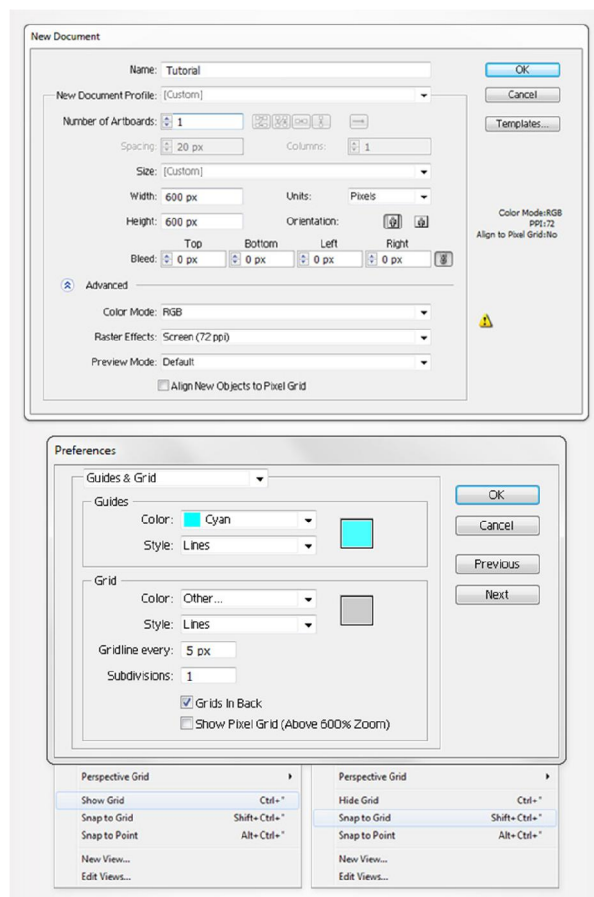 New Document
Name: Tutorial
OK
New Document Profile: [Custom]
Cancel
Number of Artboards: 1
Templates...
Spacing: 20 px Columns: 1
Size: [Custom]
Width: 600 px Units: Pixels
Height: 600 px Orientation:
Color Mode:RGB
PPI:72
Align to Pixel Grid:No
Top Bottom Left Right
Bleed: 0 px 0 px 0 px 0 px
Advanced
Color Mode: RGB
Raster Effects: Screen (72 ppi)
Preview Mode: Default
Align New Objects to Pixel Grid
Preferences
Guides & Grid
OK
Guides
Color: Cyan
Cancel
Style: Lines
Previous
Grid
Next
Color: Other...
Style: Lines
Gridline every: 5 px
Subdivisions: 1
Grids In Back
Show Pixel Grid (Above 600% Zoom)
Perspective Grid
Show Grid Ctrl+"
Snap to Grid Shift+Ctrl+"
Snap to Point Alt+Ctrl+"
New View...
Edit Views...
Perspective Grid
Hide Grid Ctrl+"
Snap to Grid Shift+Ctrl+"
Snap to Point Alt+Ctrl+"
New View...
Edit Views...